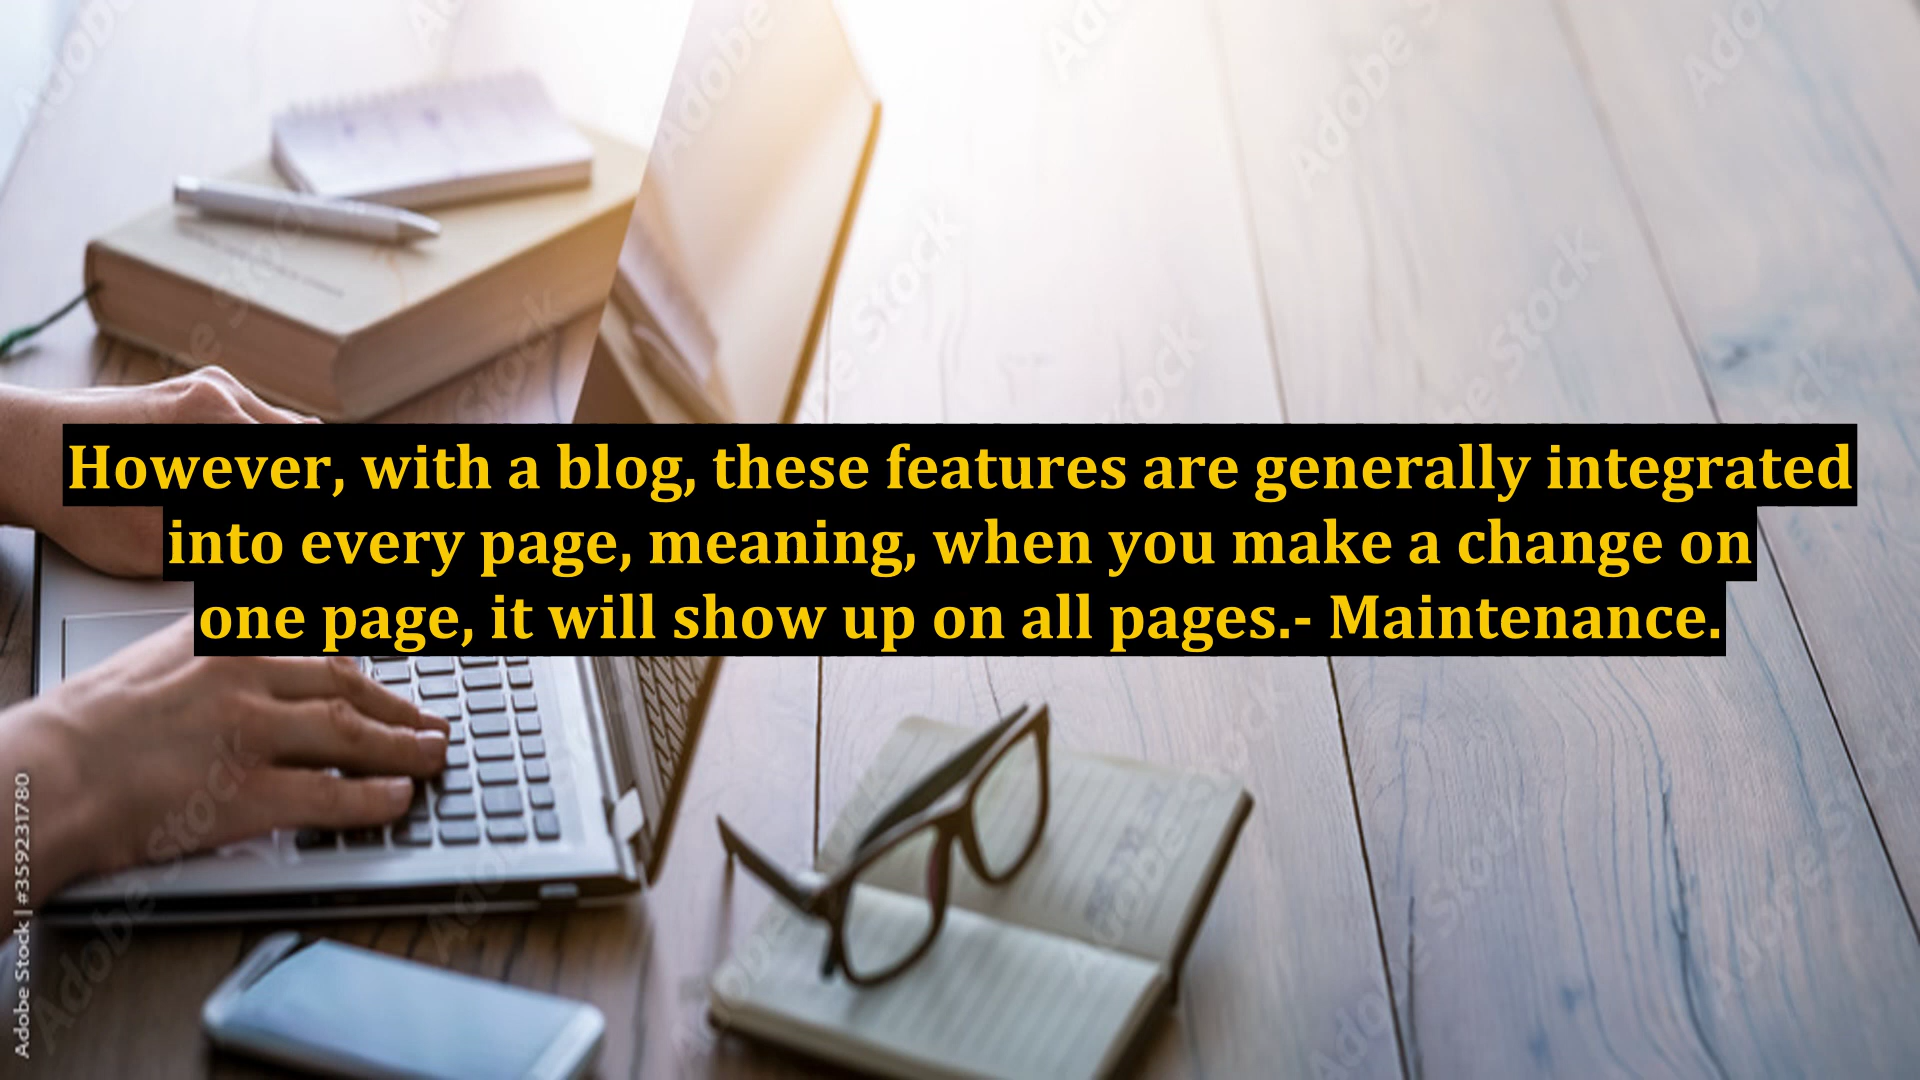 However, with a blog, these features are generally integrated
into every page, meaning, when you make a change on
one page, it will show up on all pages.- Maintenance.
Adobe Stock | #359231780